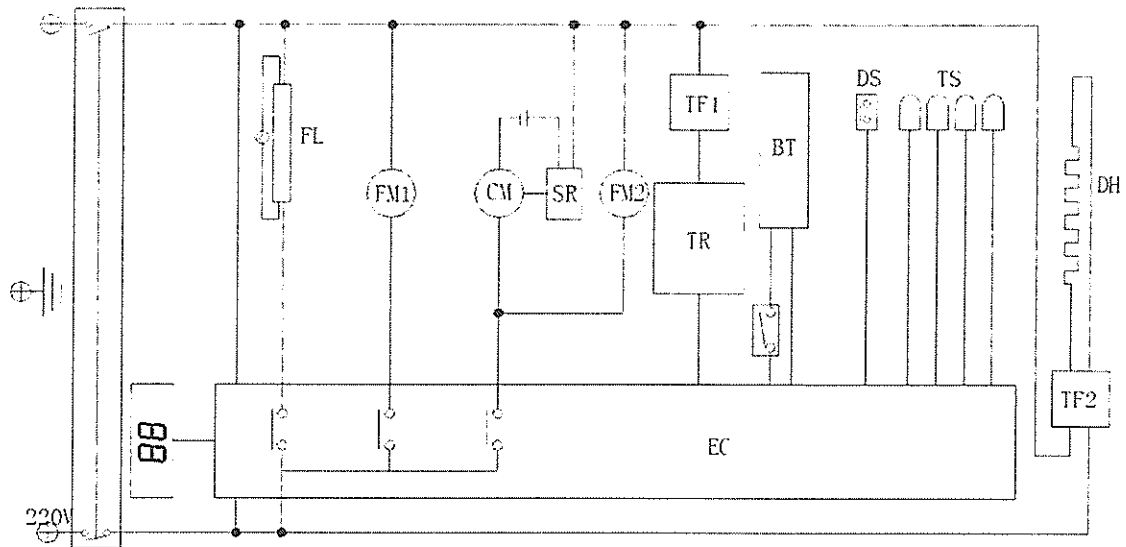 DS TS
TF1
FL BT
FM1 CM SR FM2 DH
TR
TF2
88 EC
220V